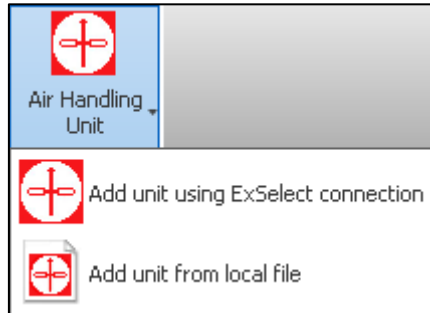 Air Handling
Unit
Add unit using ExSelect connection
Add unit from local file